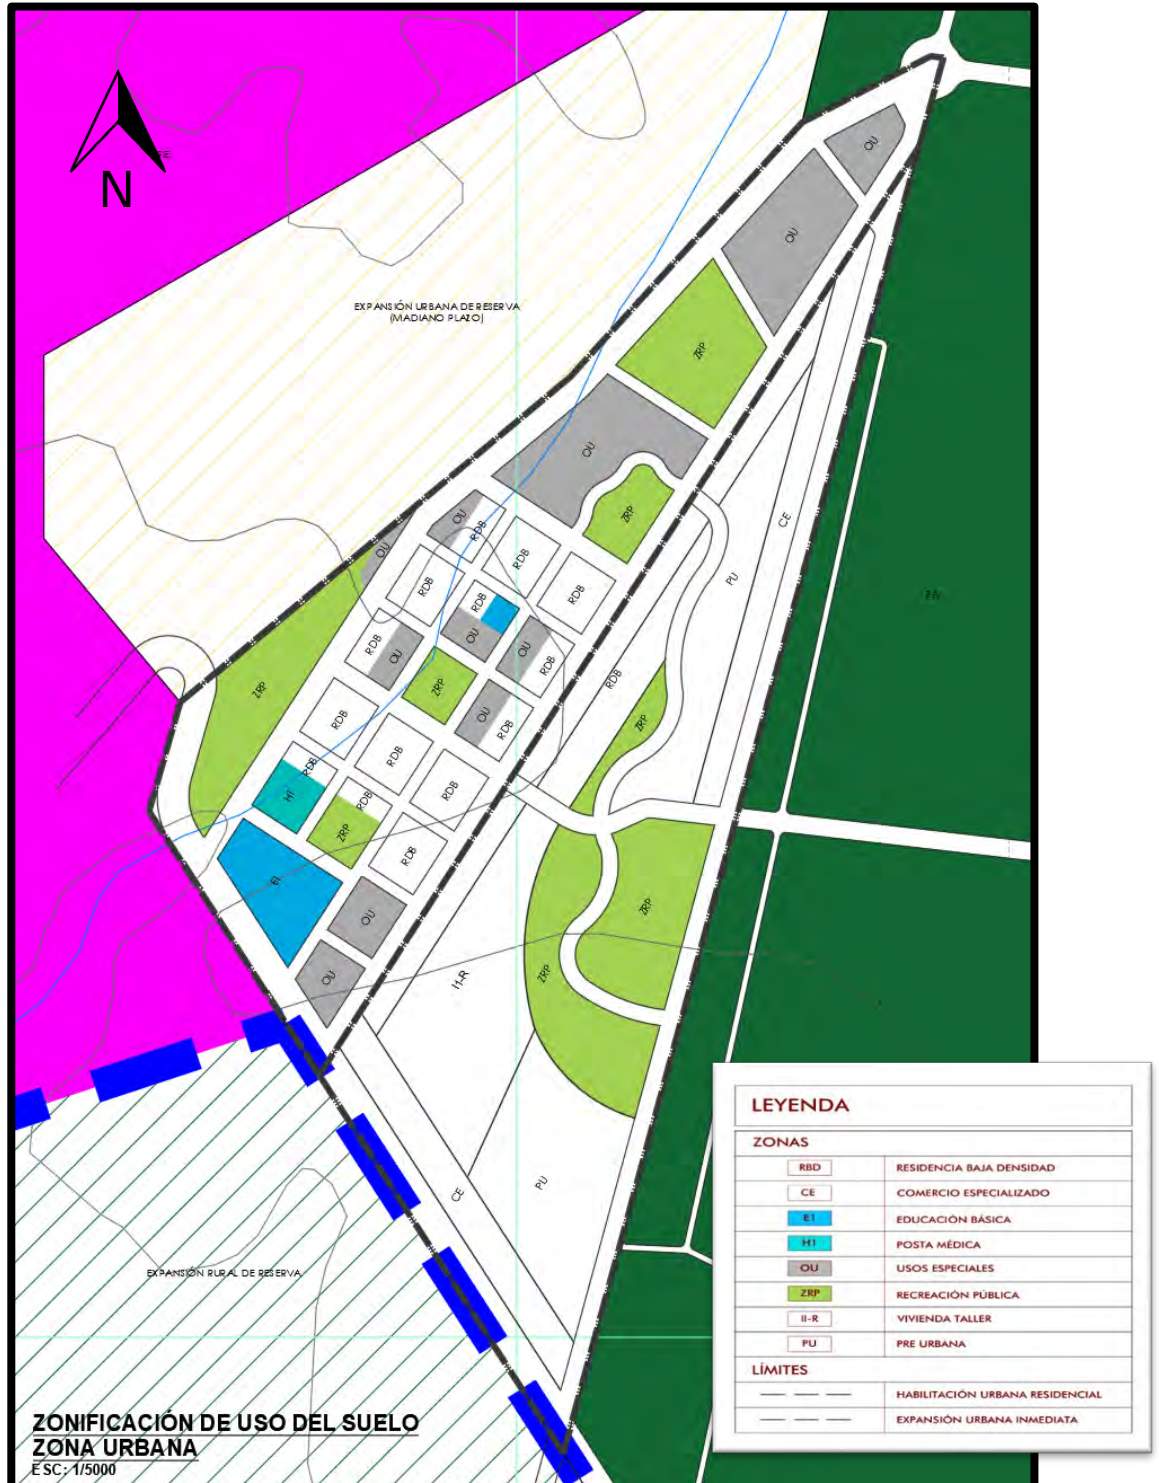 N
EXPANSIÓN URBANA DE RESERVA
(MADIANO PLAZO)
OU
OU
ZRP
OU
ZRP
OU
RDB
OU
RDB
RDB
RDB
RDB
OU
RDB
OU
RDB
RDB
OU
ZRP
OU
RDB
ZRP
RDB
RDB
RDB
RDB
H1
RDB
ZRP
RDB
E1
OU
OU
CE
PU
RDB
ZRP
ZRP
ZRP
I1-R
PU
CE
EXPANSIÓN RURAL DE RESERVA
ZONIFICACIÓN DE USO DEL SUELO
ZONA URBANA
ESC: 1/5000
LEYENDA
ZONAS
RBD RESIDENCIA BAJA DENSIDAD
CE COMERCIO ESPECIALIZADO
E1 EDUCACIÓN BÁSICA
H1 POSTA MÉDICA
OU USOS ESPECIALES
ZRP RECREACIÓN PÚBLICA
II-R VIVIENDA TALLER
PU PRE URBANA
LÍMITES
HABILITACIÓN URBANA RESIDENCIAL
EXPANSIÓN URBANA INMEDIATA